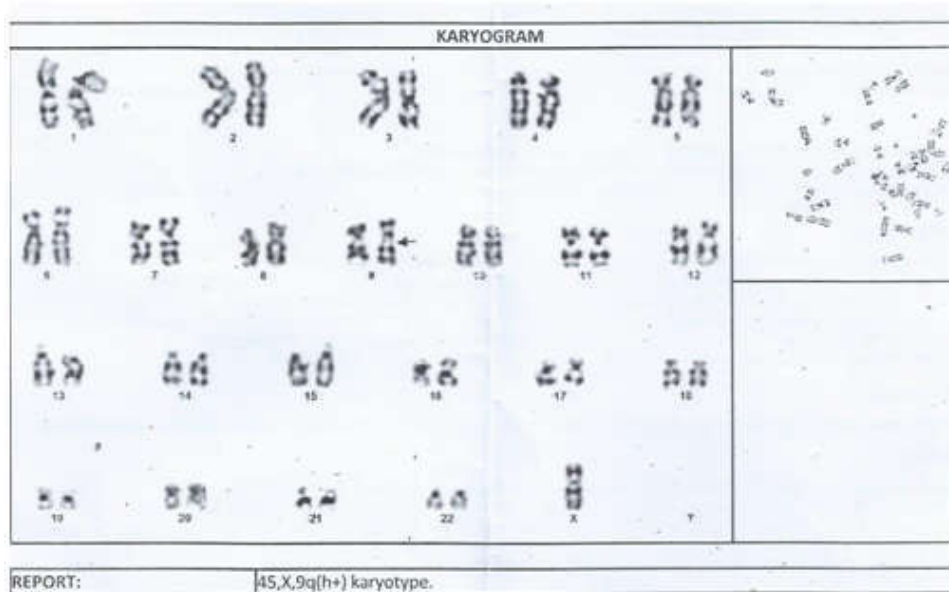 KARYOGRAM
1 2 3 4 5
6 7 8 9 10 11 12
13 14 15 16 17 18
19 20 21 22 X Y
REPORT: 45,X,9q(h+) karyotype.